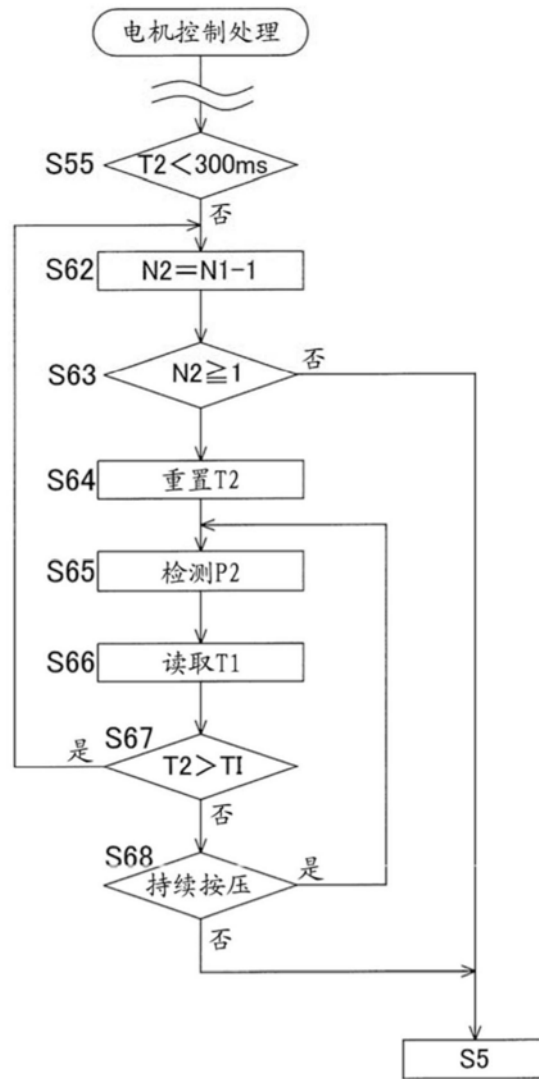 电机控制处理
S55
T2<300ms
否
S62
N2=N1-1
S63
N2≧1
否
S64
重置T2
S65
检测P2
S66
读取T1
S67
是
T2>TI
否
S68
持续按压
是
否
S5